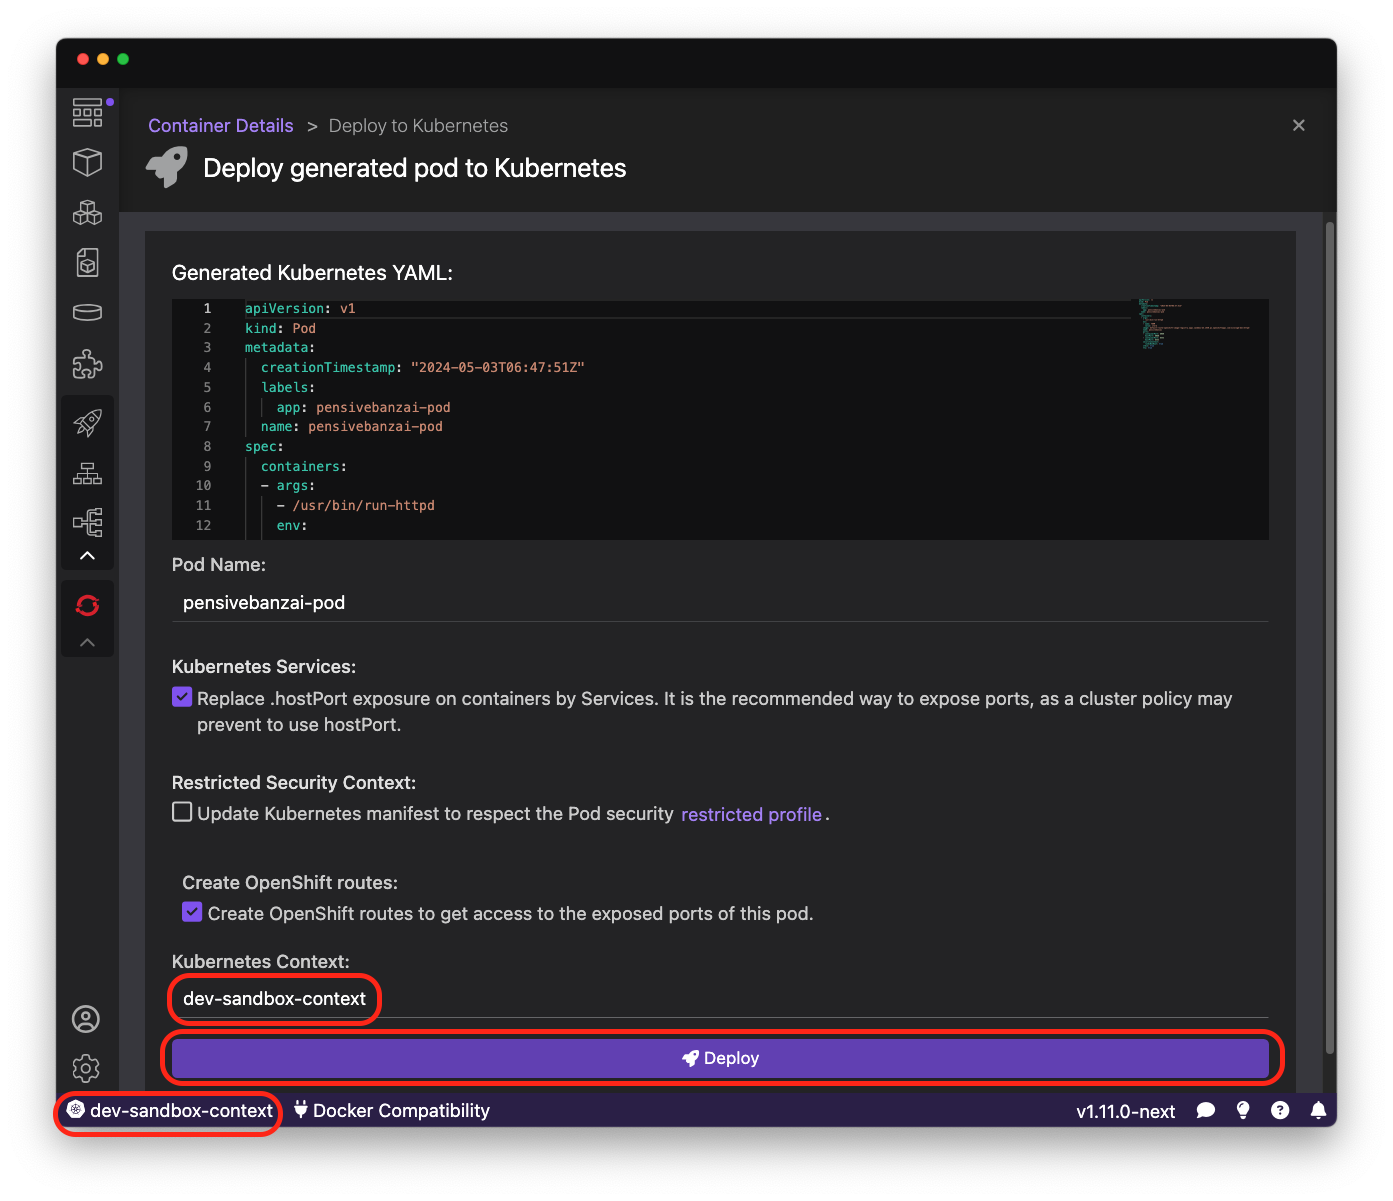 Container Details > Deploy to Kubernetes
Deploy generated pod to Kubernetes
Generated Kubernetes YAML:
1 apiVersion: v1
2 kind: Pod
3 metadata:
4 creationTimestamp: "2024-05-03T06:47:51Z"
5 labels:
6 app: pensivebanzai-pod
7 name: pensivebanzai-pod
8 spec:
9 containers:
10 - args:
11 - /usr/bin/run-httpd
12 env:
Pod Name:
pensivebanzai-pod
Kubernetes Services:
Replace .hostPort exposure on containers by Services. It is the recommended way to expose ports, as a cluster policy may
prevent to use hostPort.
Restricted Security Context:
Update Kubernetes manifest to respect the Pod security restricted profile.
Create OpenShift routes:
Create OpenShift routes to get access to the exposed ports of this pod.
Kubernetes Context:
dev-sandbox-context
Deploy
dev-sandbox-context Docker Compatibility v1.11.0-next